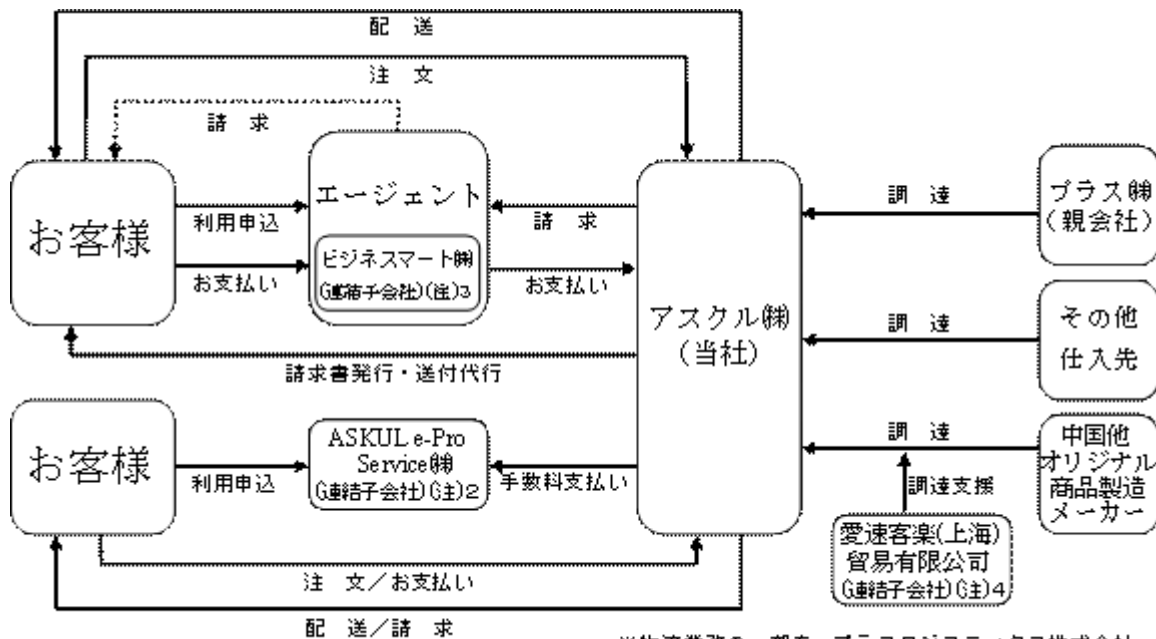 配 送
注 文
請 求
お客様
利用申込
お支払い
エージェント
ビジネスマート㈱
(連結子会社)(注)3
請 求
お支払い
アスクル㈱
(当社)
調 達
プラス㈱
(親会社)
調 達
その他
仕入先
請求書発行・送付代行
お客様
利用申込
ASKUL e-Pro
Service㈱
(連結子会社)(注)2
手数料支払い
調 達
中国他
オリジナル
商品製造
メーカー
調達支援
愛速客楽(上海)
貿易有限公司
(連結子会社)(注)4
注 文/お支払い
配 送/請 求